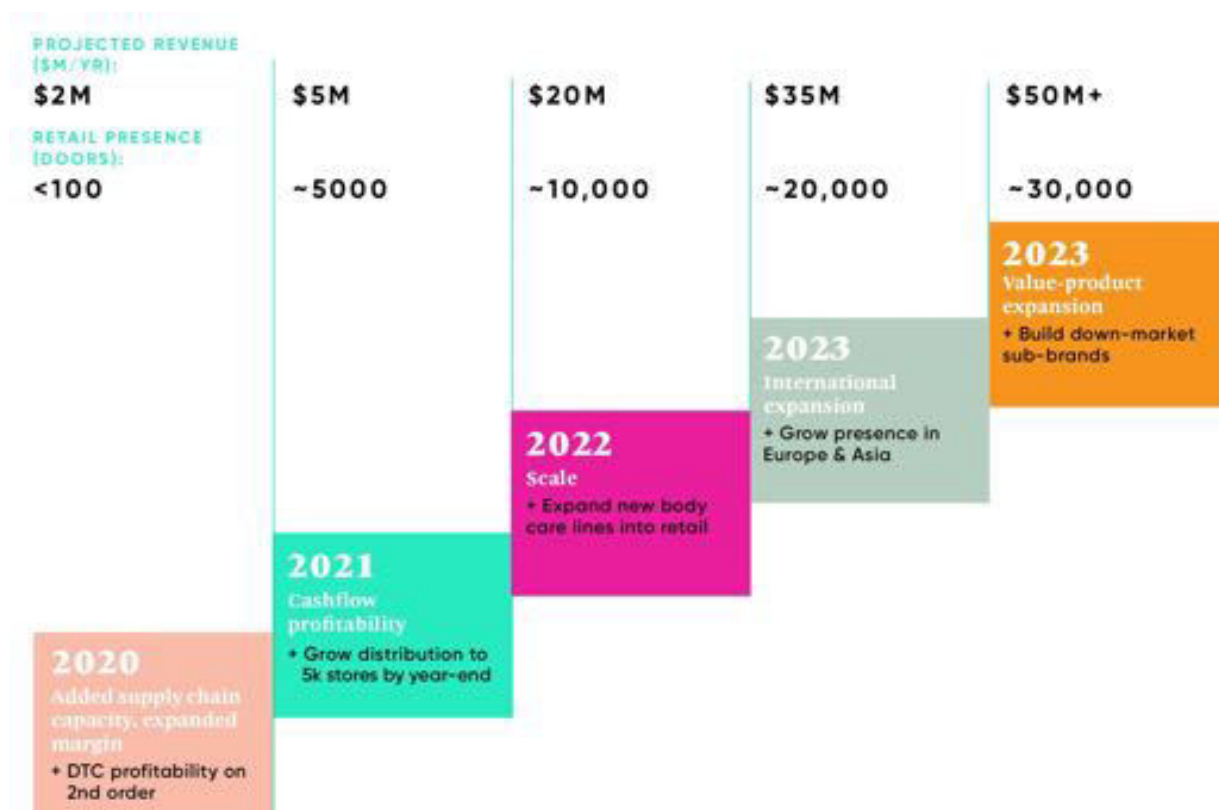 PROJECTED REVENUE
($M/YR):
$2M
$5M
$20M
$35M
$50M+
RETAIL PRESENCE
(DOORS):
<100
~5000
~10,000
~20,000
~30,000
2023
Value-product
expansion
+ Build down-market
sub-brands
2023
International
expansion
+ Grow presence in
Europe & Asia
2022
Scale
+ Expand new body
care lines into retail
2021
Cashflow
profitability
+ Grow distribution to
5k stores by year-end
2020
Added supply chain
capacity, expanded
margin
+ DTC profitability on
2nd order